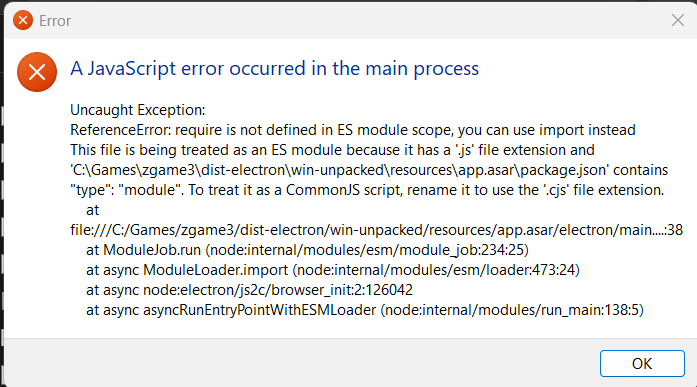 Error
A JavaScript error occurred in the main process
Uncaught Exception:
ReferenceError: require is not defined in ES module scope, you can use import instead
This file is being treated as an ES module because it has a '.js' file extension and
'C:\Games\zgame3\dist-electron\win-unpacked\resources\app.asar\package.json' contains
"type": "module". To treat it as a CommonJS script, rename it to use the '.cjs' file extension.
at
file:///C:/Games/zgame3/dist-electron/win-unpacked/resources/app.asar/electron/main....:38
at ModuleJob.run (node:internal/modules/esm/module_job:234:25)
at async ModuleLoader.import (node:internal/modules/esm/loader:473:24)
at async node:electron/js2c/browser_init:2:126042
at async asyncRunEntryPointWithESMLoader (node:internal/modules/run_main:138:5)
OK